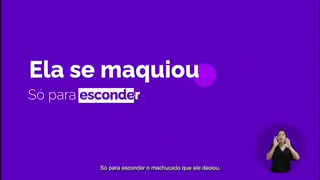 Ela se maquiou
Só para esconder
Só para esconder o machucado que ele deixou.